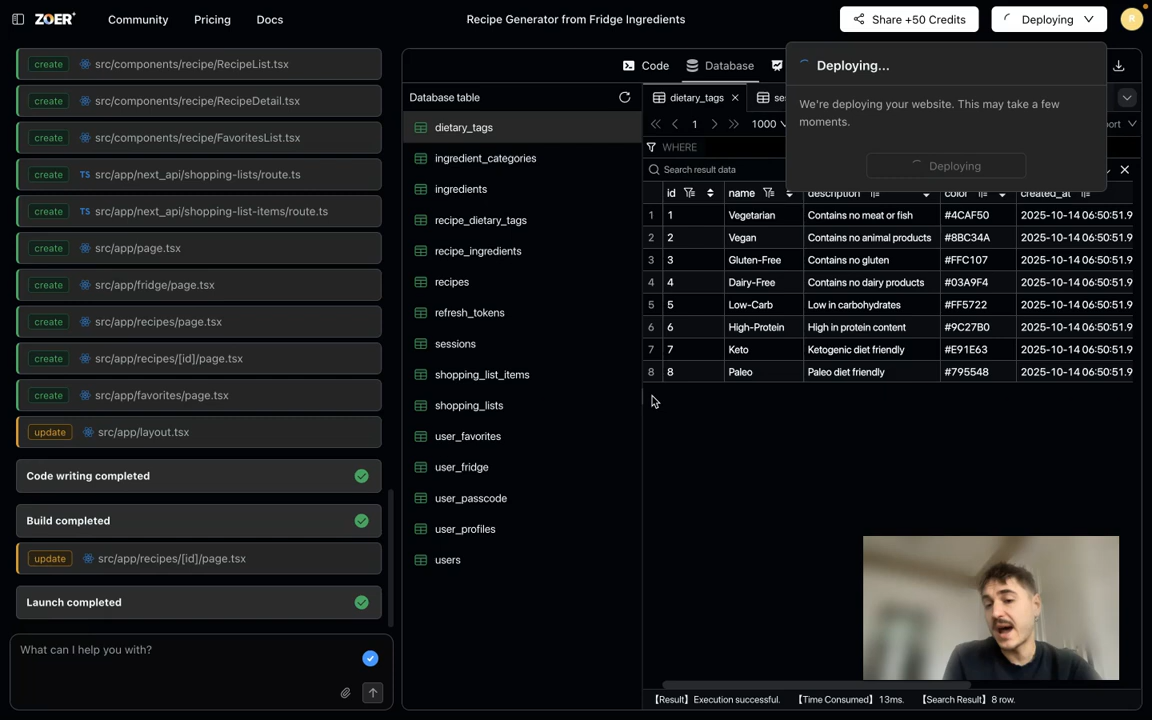 ZOER+
Community
Pricing
Docs
Recipe Generator from Fridge Ingredients
Share +50 Credits
Deploying
R
create src/components/recipe/RecipeList.tsx
create src/components/recipe/RecipeDetail.tsx
create src/components/recipe/FavoritesList.tsx
create TS src/app/next_api/shopping-lists/route.ts
create TS src/app/next_api/shopping-list-items/route.ts
create src/app/page.tsx
create src/app/fridge/page.tsx
create src/app/recipes/page.tsx
create src/app/recipes/[id]/page.tsx
create src/app/favorites/page.tsx
update src/app/layout.tsx
Code writing completed
Build completed
update src/app/recipes/[id]/page.tsx
Launch completed
What can I help you with?
Code
Database
Database table
dietary_tags
ingredient_categories
ingredients
recipe_dietary_tags
recipe_ingredients
recipes
refresh_tokens
sessions
shopping_list_items
shopping_lists
user_favorites
user_fridge
user_passcode
user_profiles
users
dietary_tags
se
1
1000
ort
WHERE
Search result data
Deploying...
We're deploying your website. This may take a few
moments.
Deploying
id name description color created_at
1 1 Vegetarian Contains no meat or fish #4CAF50 2025-10-14 06:50:51.9
2 2 Vegan Contains no animal products #8BC34A 2025-10-14 06:50:51.9
3 3 Gluten-Free Contains no gluten #FFC107 2025-10-14 06:50:51.9
4 4 Dairy-Free Contains no dairy products #03A9F4 2025-10-14 06:50:51.9
5 5 Low-Carb Low in carbohydrates #FF5722 2025-10-14 06:50:51.9
6 6 High-Protein High in protein content #9C27B0 2025-10-14 06:50:51.9
7 7 Keto Ketogenic diet friendly #E91E63 2025-10-14 06:50:51.9
8 8 Paleo Paleo diet friendly #795548 2025-10-14 06:50:51.9
【Result】Execution successful. 【Time Consumed】13ms. 【Search Result】8 row.